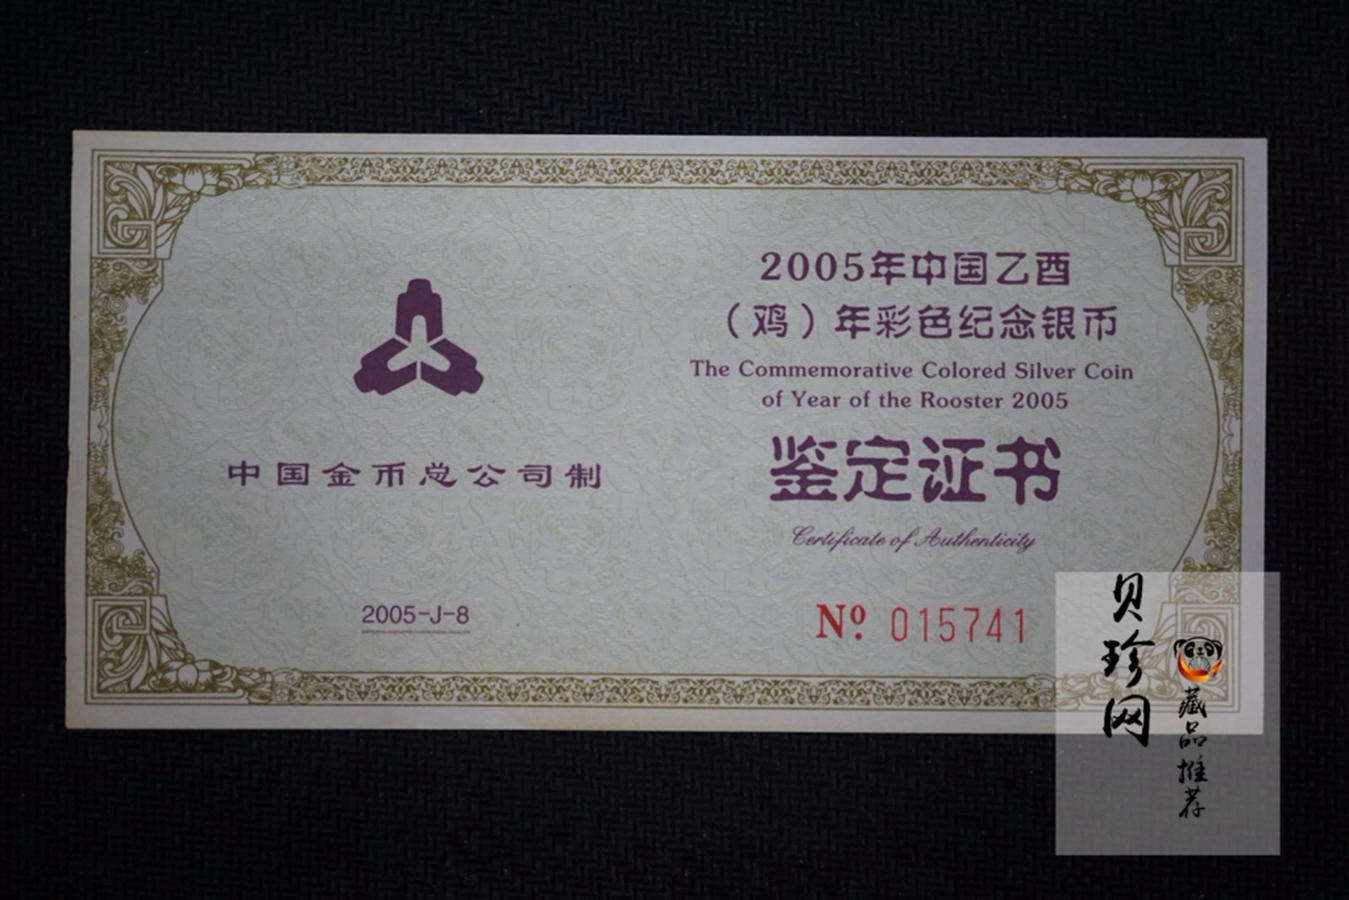 中国金币总公司制
2005-J-8
2005年中国乙酉
（鸡）年彩色纪念银币
The Commemorative Colored Silver Coin
of Year of the Rooster 2005
鉴定证书
Certificate of Authenticity
Nº 015741
贝珍网
藏品推荐